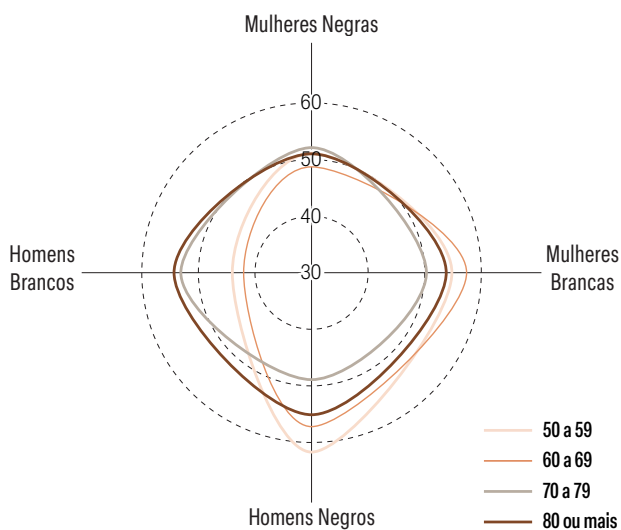 Mulheres Negras
60
50
40
30
Homens
Brancos
Mulheres
Brancas
Homens Negros
50 a 59
60 a 69
70 a 79
80 ou mais